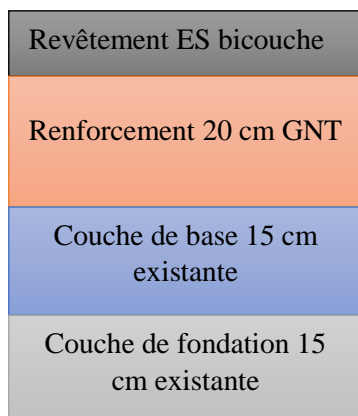 Revêtement ES bicouche
Renforcement 20 cm GNT
Couche de base 15 cm
existante
Couche de fondation 15
cm existante